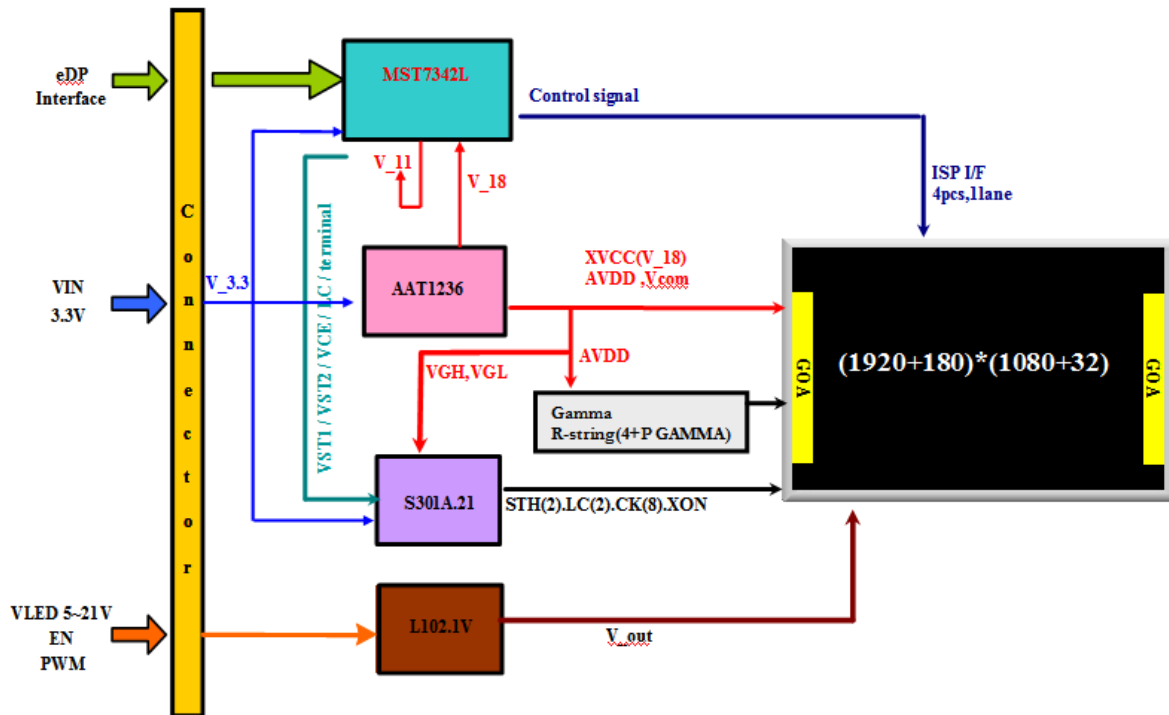 eDP
Interface
MST7342L
Control signal
V_11
V_18
ISP I/F
4pcs,1lane
Connector
VIN
3.3V
V_3.3
VST1 / VST2 / VCE / LC / terminal
AAT1236
XVCC(V_18)
AVDD ,Vcom
VGH,VGL
AVDD
GOA
(1920+180)*(1080+32)
GOA
Gamma
R-string(4+P GAMMA)
S301A.21
STH(2).LC(2).CK(8).XON
VLED 5~21V
EN
PWM
L102.1V
V_out